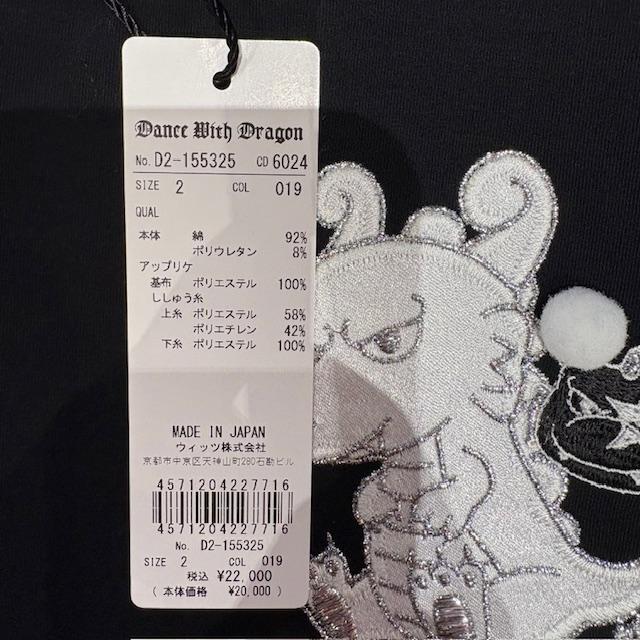 Dance With Dragon
No. D2-155325 CD 6024
SIZE 2 COL 019
QUAL
本体 綿 92%
ポリウレタン 8%
アップリケ
基布 ポリエステル 100%
ししゅう糸
上糸 ポリエステル 58%
ポリエチレン 42%
下糸 ポリエステル 100%
MADE IN JAPAN
ウィッツ株式会社
京都市中京区天神山町280石勘ビル
4571204227716
4571204227716
No. D2-155325
SIZE 2 COL 019
税込 ¥22,000
( 本体価格 ¥20,000 )